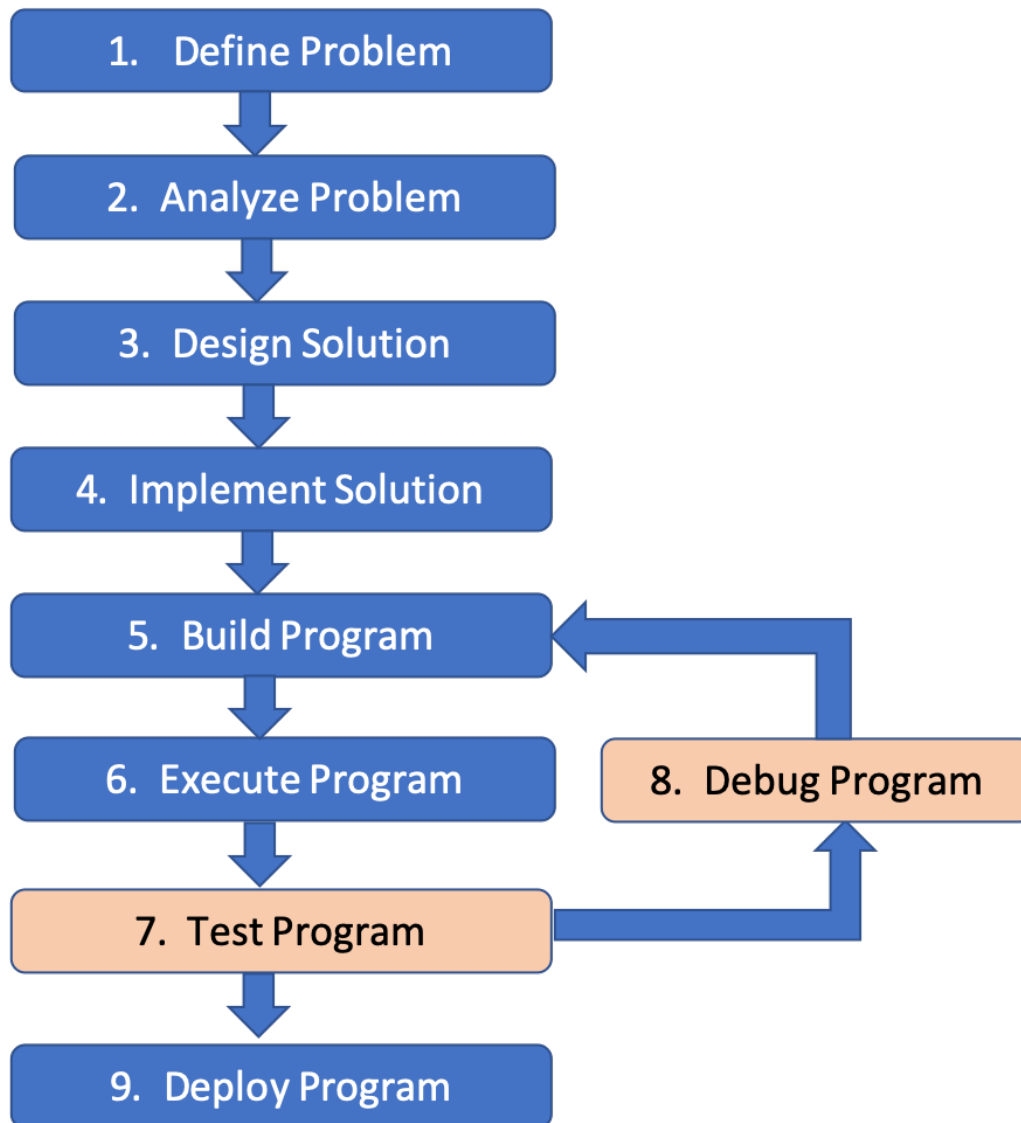 1. Define Problem
2. Analyze Problem
3. Design Solution
4. Implement Solution
5. Build Program
6. Execute Program
8. Debug Program
7. Test Program
9. Deploy Program